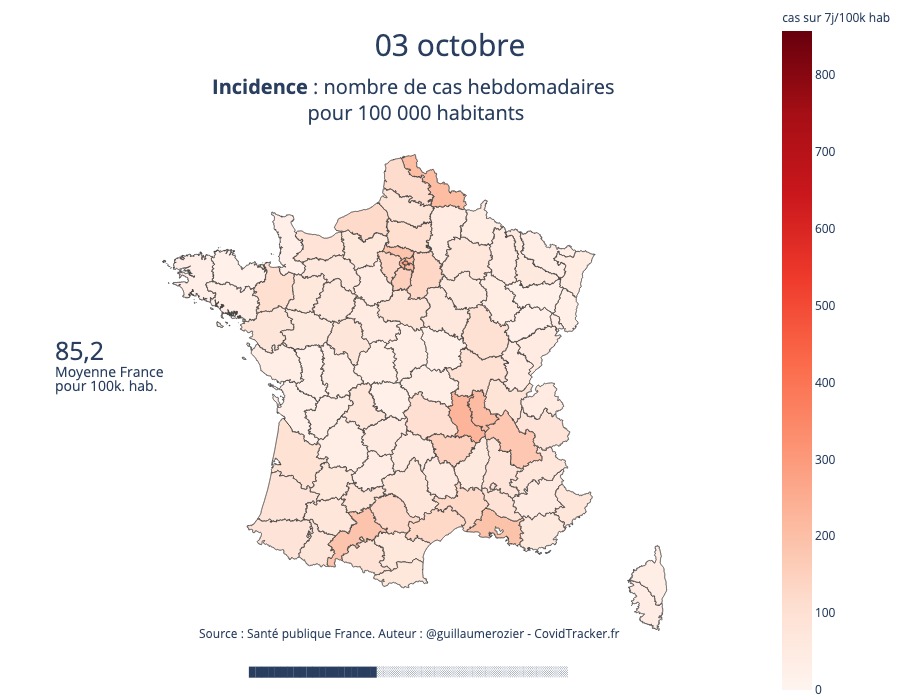 cas sur 7j/100k hab
03 octobre
Incidence : nombre de cas hebdomadaires
pour 100 000 habitants
800
700
600
500
400
300
200
100
0
85,2
Moyenne France
pour 100k. hab.
Source : Santé publique France. Auteur : @guillaumerozier - CovidTracker.fr